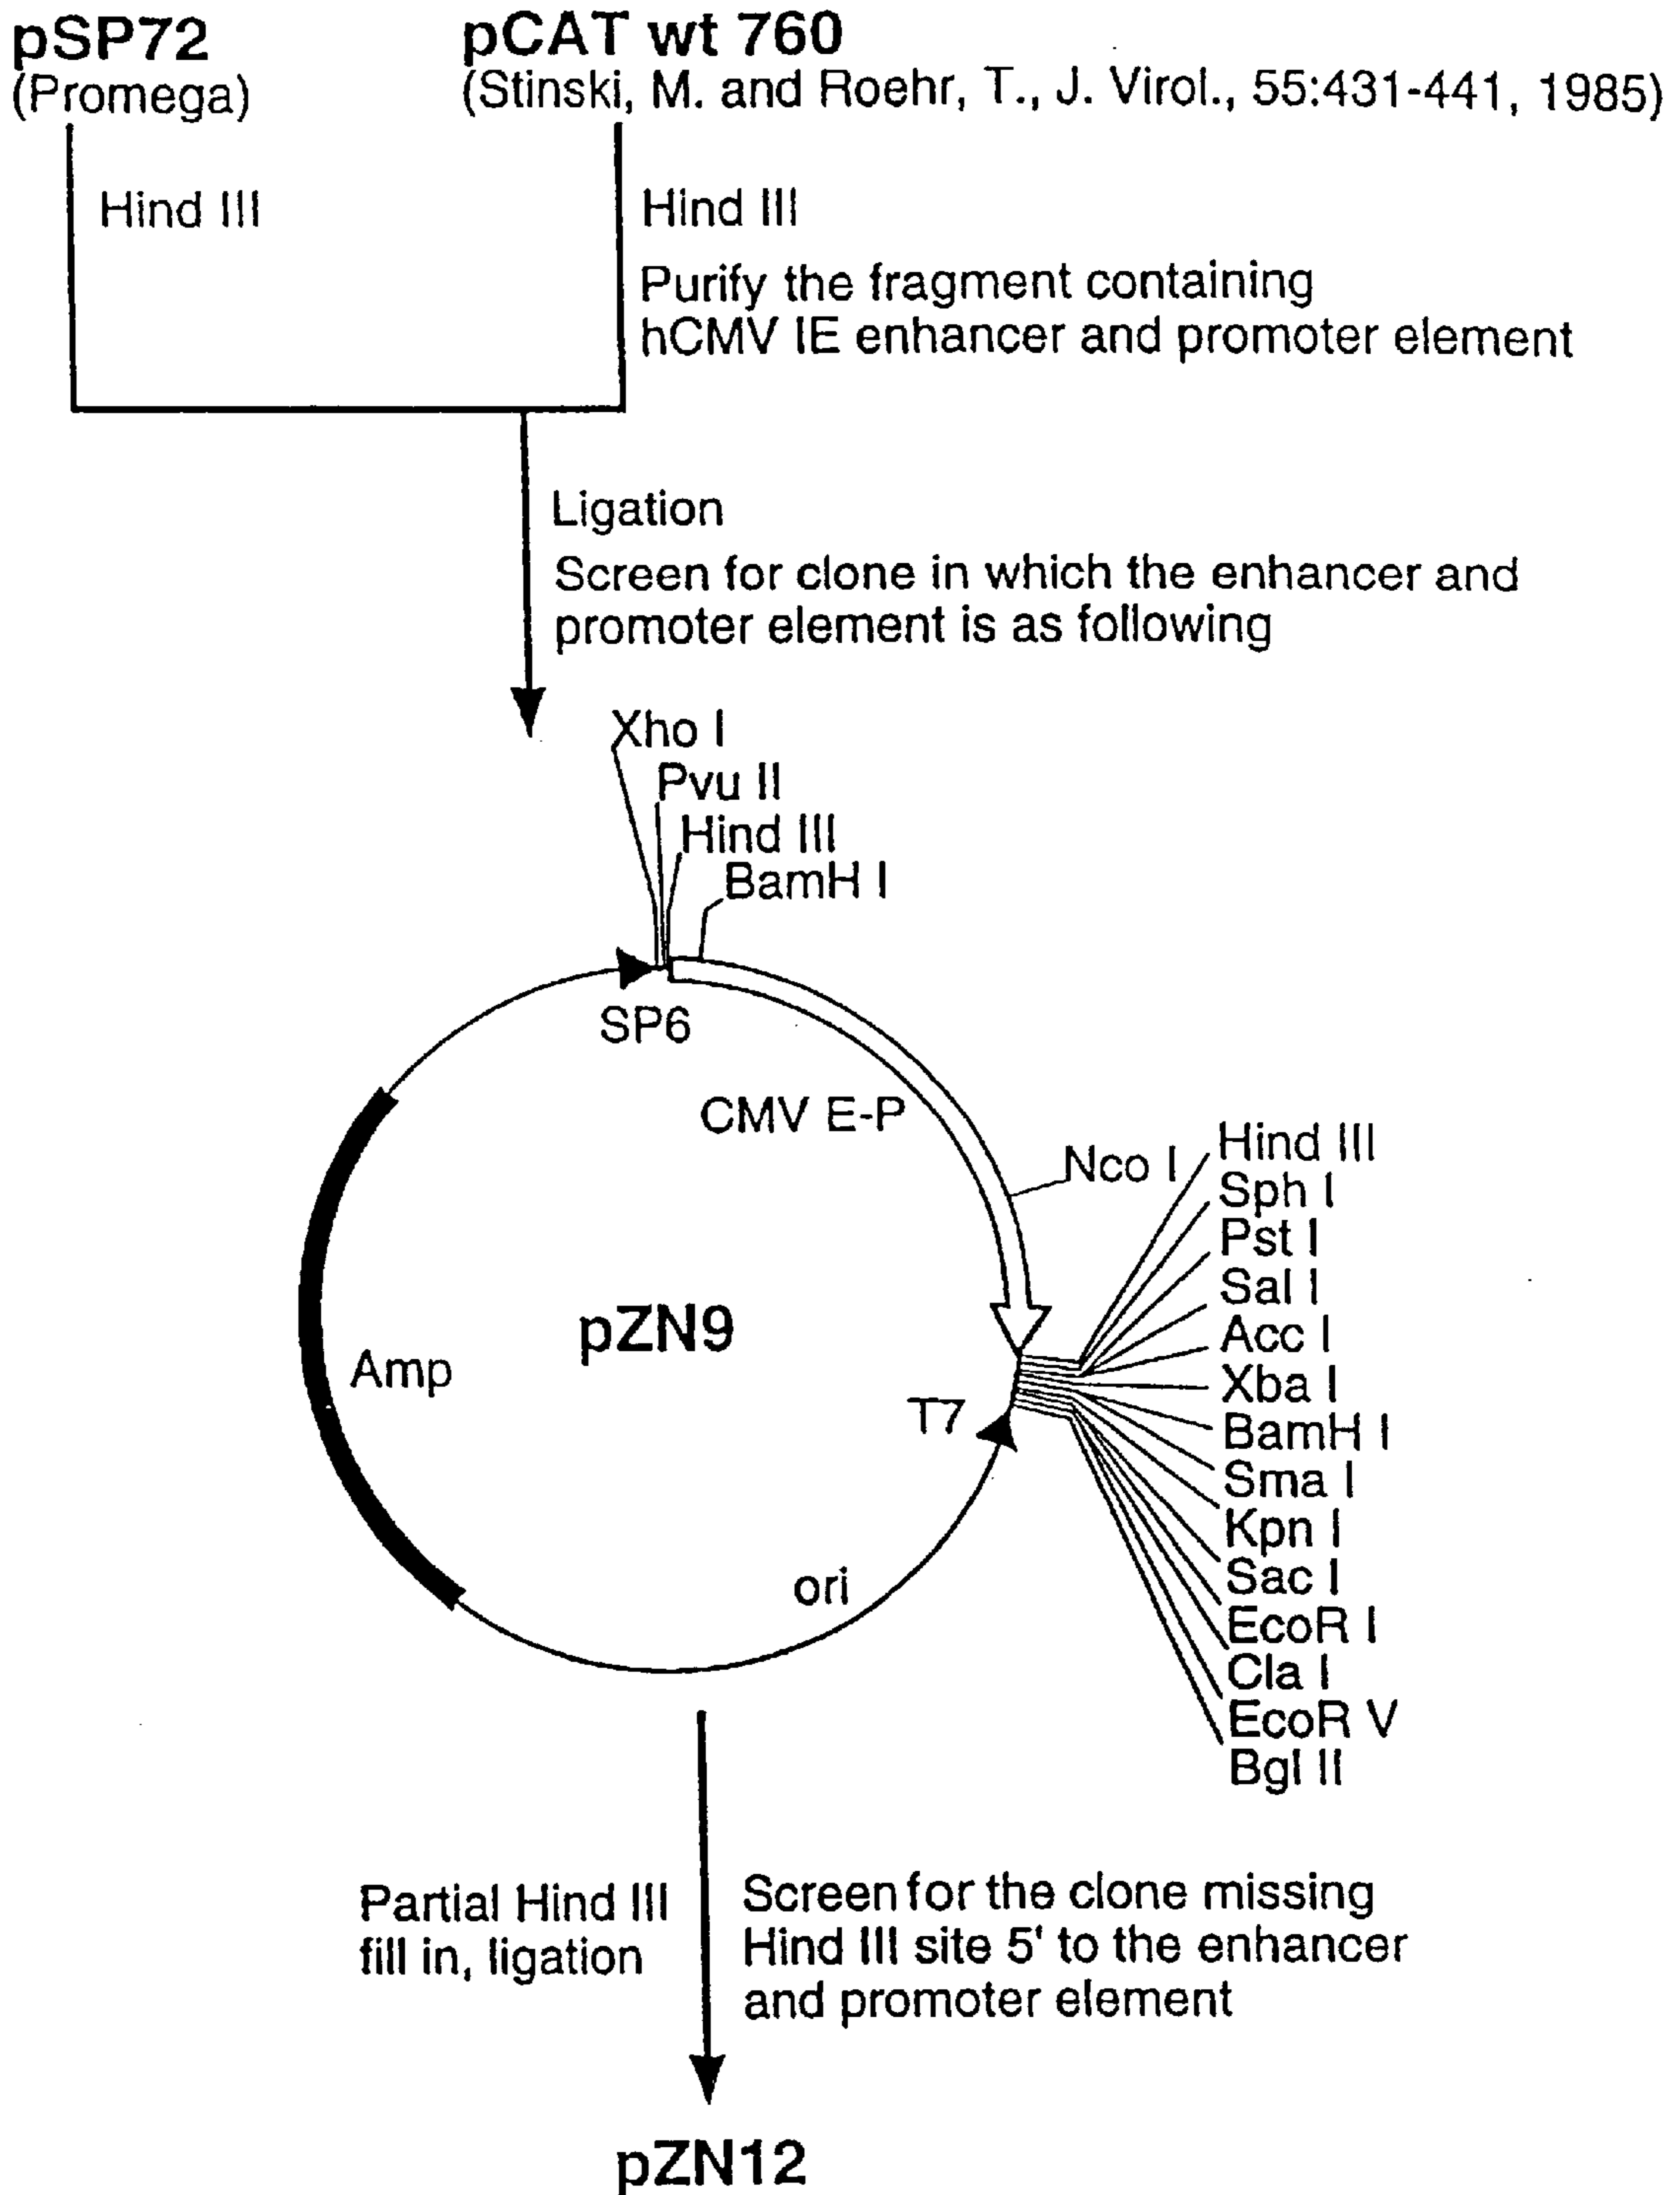 pSP72
(Promega)
pCAT wt 760
(Stinski, M. and Roehr, T., J. Virol., 55:431-441, 1985)
Hind III
Hind III
Purify the fragment containing
hCMV IE enhancer and promoter element
Ligation
Screen for clone in which the enhancer and
promoter element is as following
Xho I
Pvu II
Hind III
BamH I
SP6
CMV E-P
Nco I
Hind III
Sph I
Pst I
Sal I
Acc I
Xba I
BamH I
Sma I
Kpn I
Sac I
EcoR I
Cla I
EcoR V
Bgl II
pZN9
Amp
T7
ori
Partial Hind III
fill in, ligation
Screen for the clone missing
Hind III site 5' to the enhancer
and promoter element
pZN12